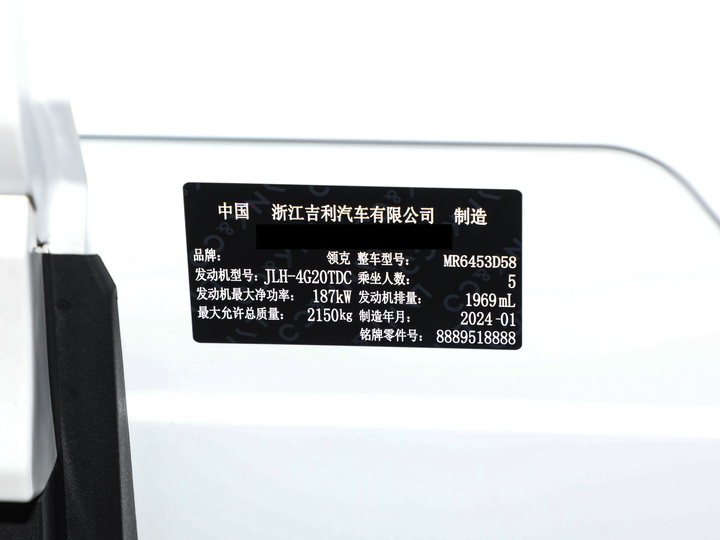 中国 浙江吉利汽车有限公司 制造
品牌: 领克 整车型号: MR6453D58
发动机型号: JLH-4G20TDC 乘坐人数: 5
发动机最大净功率: 187kW 发动机排量: 1969mL
最大允许总质量: 2150kg 制造年月: 2024-01
铭牌零件号: 8889518888